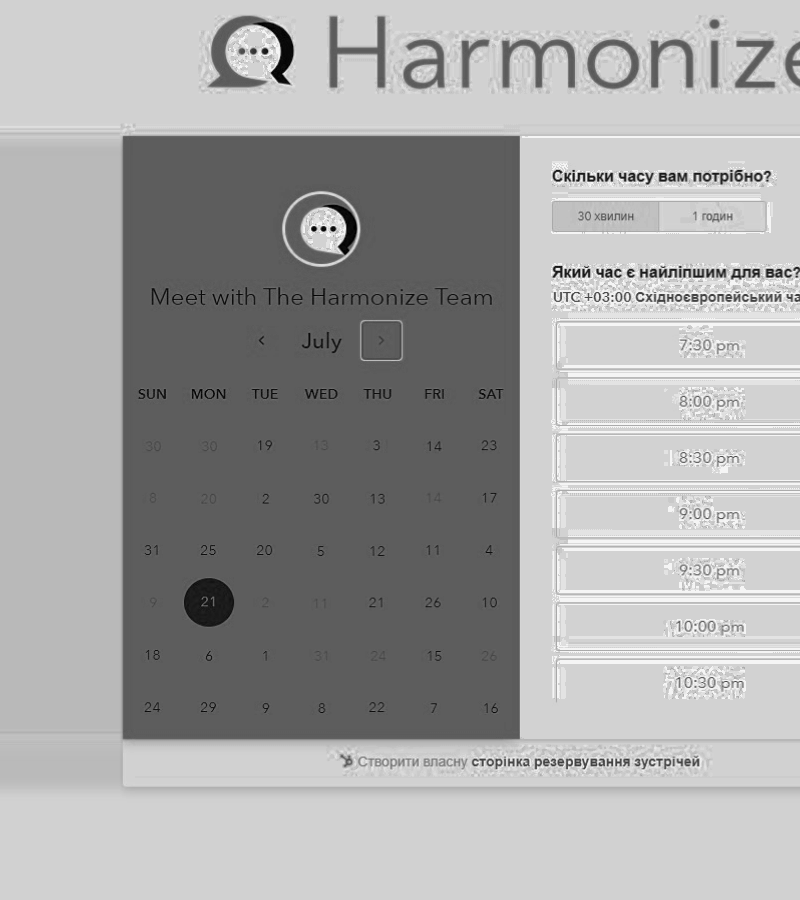 Harmonize
Meet with The Harmonize Team
July
SUN MON TUE WED THU FRI SAT
30 30 19 13 3 14 23
8 20 2 30 13 14 17
31 25 20 5 12 11 4
9 21 2 11 21 26 10
18 6 1 31 24 15 26
24 29 9 8 22 7 16
Скільки часу вам потрібно?
30 хвилин 1 годин
Який час є найліпшим для вас?
UTC +03:00 Східноєвропейський ча
7:30 pm
8:00 pm
8:30 pm
9:00 pm
9:30 pm
10:00 pm
10:30 pm
Створити власну сторінка резервування зустрічей